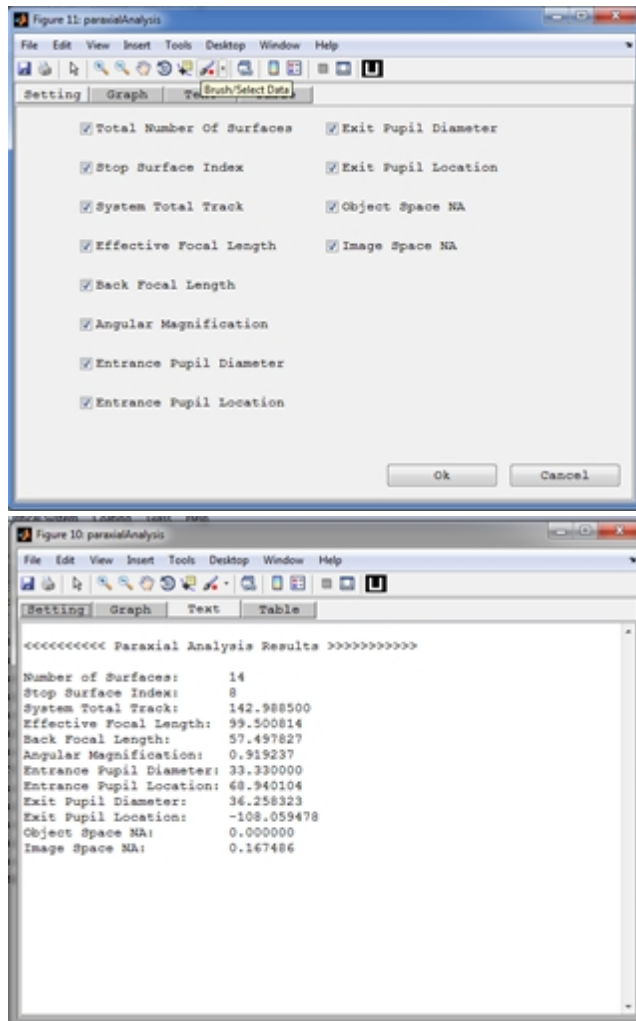 Figure 11: paraxialAnalysis
File Edit View Insert Tools Desktop Window Help
Brush/Select Data
Setting Graph
Total Number Of Surfaces Exit Pupil Diameter
Stop Surface Index Exit Pupil Location
System Total Track Object Space NA
Effective Focal Length Image Space NA
Back Focal Length
Angular Magnification
Entrance Pupil Diameter
Entrance Pupil Location
Ok Cancel
Figure 10: paraxialAnalysis
File Edit View Insert Tools Desktop Window Help
Setting Graph Text Table
<<<<<<<<<< Paraxial Analysis Results >>>>>>>>>>>
Number of Surfaces: 14
Stop Surface Index: 8
System Total Track: 142.988500
Effective Focal Length: 99.500814
Back Focal Length: 57.497827
Angular Magnification: 0.919237
Entrance Pupil Diameter: 33.330000
Entrance Pupil Location: 68.940104
Exit Pupil Diameter: 36.258323
Exit Pupil Location: -108.059478
Object Space NA: 0.000000
Image Space NA: 0.167486